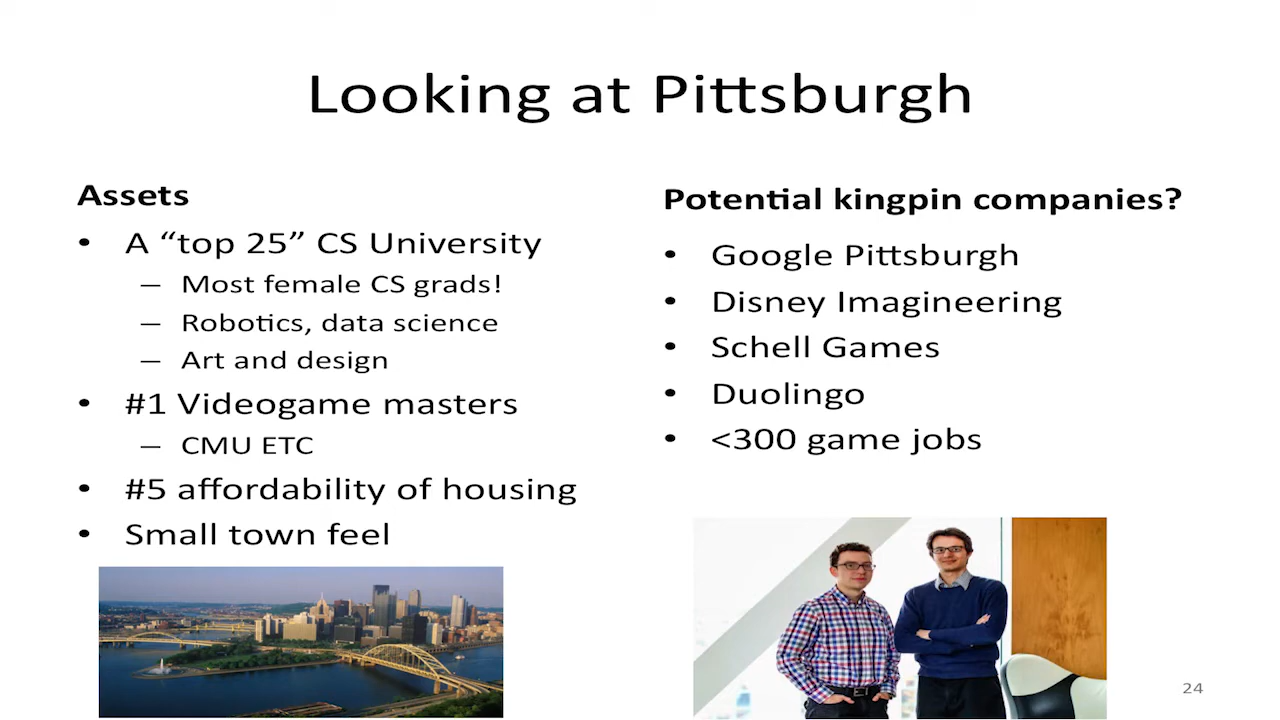 Looking at Pittsburgh
Assets
• A “top 25” CS University
– Most female CS grads!
– Robotics, data science
– Art and design
• #1 Videogame masters
– CMU ETC
• #5 affordability of housing
• Small town feel
Potential kingpin companies?
• Google Pittsburgh
• Disney Imagineering
• Schell Games
• Duolingo
• <300 game jobs
24